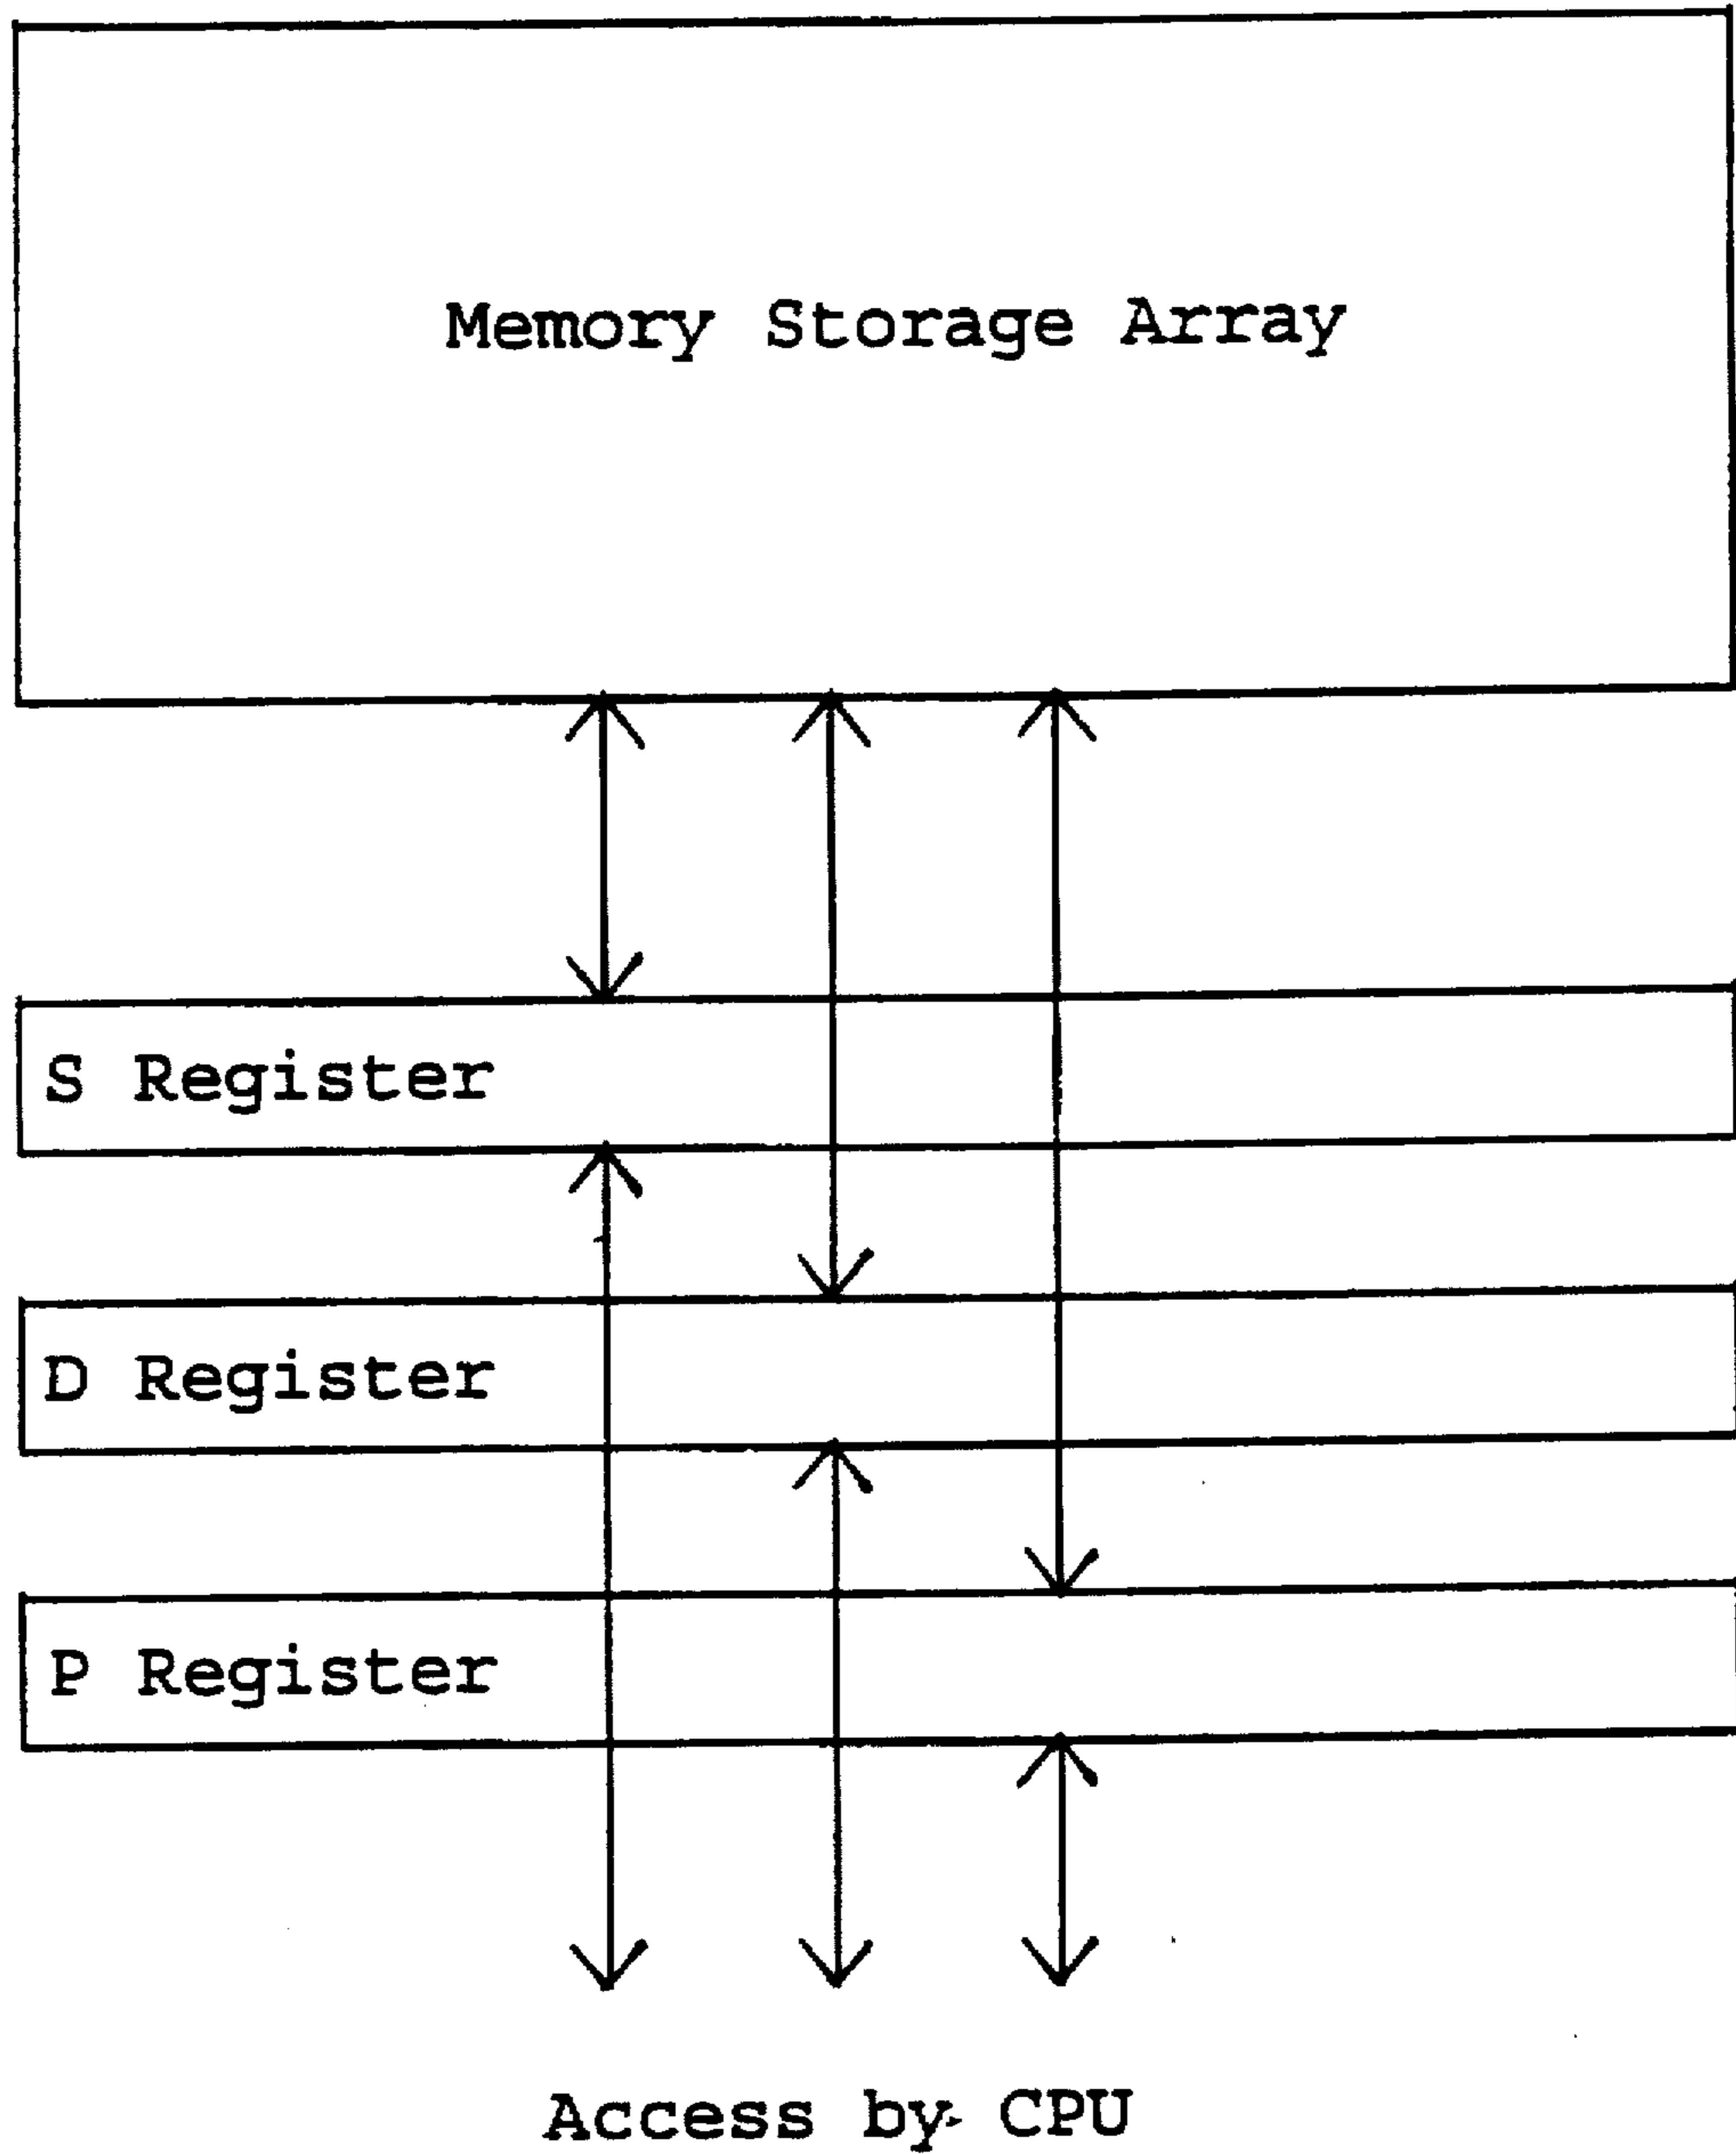 Memory Storage Array
S Register
D Register
P Register
Access by CPU